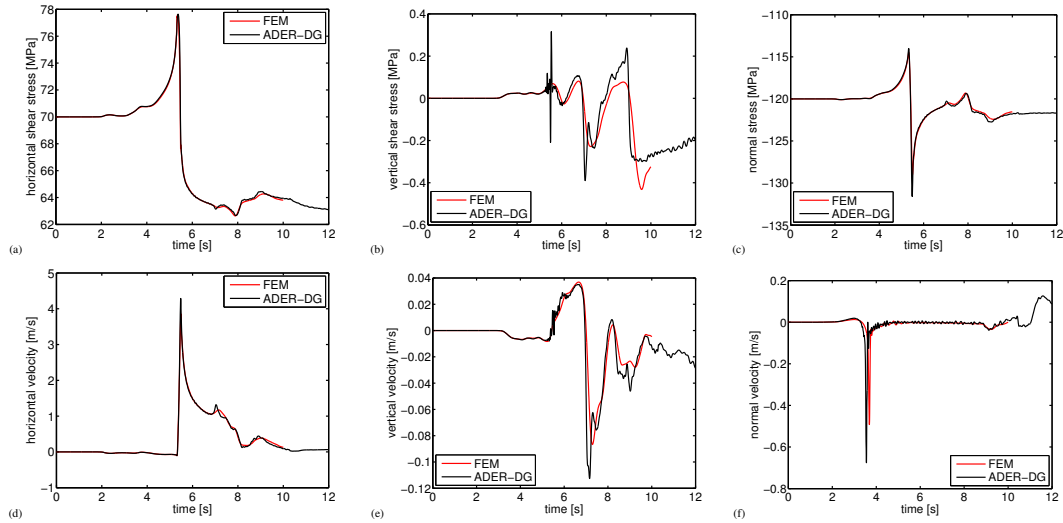 78
76
74
72
70
68
66
64
62
0 2 4 6 8 10 12
horizontal shear stress [MPa]
time [s]
FEM
ADER−DG
(a)
0.6
0.4
0.2
0
−0.2
−0.4
−0.6
0 2 4 6 8 10 12
vertical shear stress [MPa]
time [s]
FEM
ADER−DG
(b)
−110
−115
−120
−125
−130
−135
0 2 4 6 8 10 12
normal stress [MPa]
time [s]
FEM
ADER−DG
(c)
5
4
3
2
1
0
−1
0 2 4 6 8 10 12
horizontal velocity [m/s]
time [s]
FEM
ADER−DG
(d)
0.04
0.02
0
−0.02
−0.04
−0.06
−0.08
−0.1
−0.12
0 2 4 6 8 10 12
vertical velocity [m/s]
time [s]
FEM
ADER−DG
(e)
0.2
0
−0.2
−0.4
−0.6
−0.8
0 2 4 6 8 10 12
normal velocity [m/s]
time [s]
FEM
ADER−DG
(f)